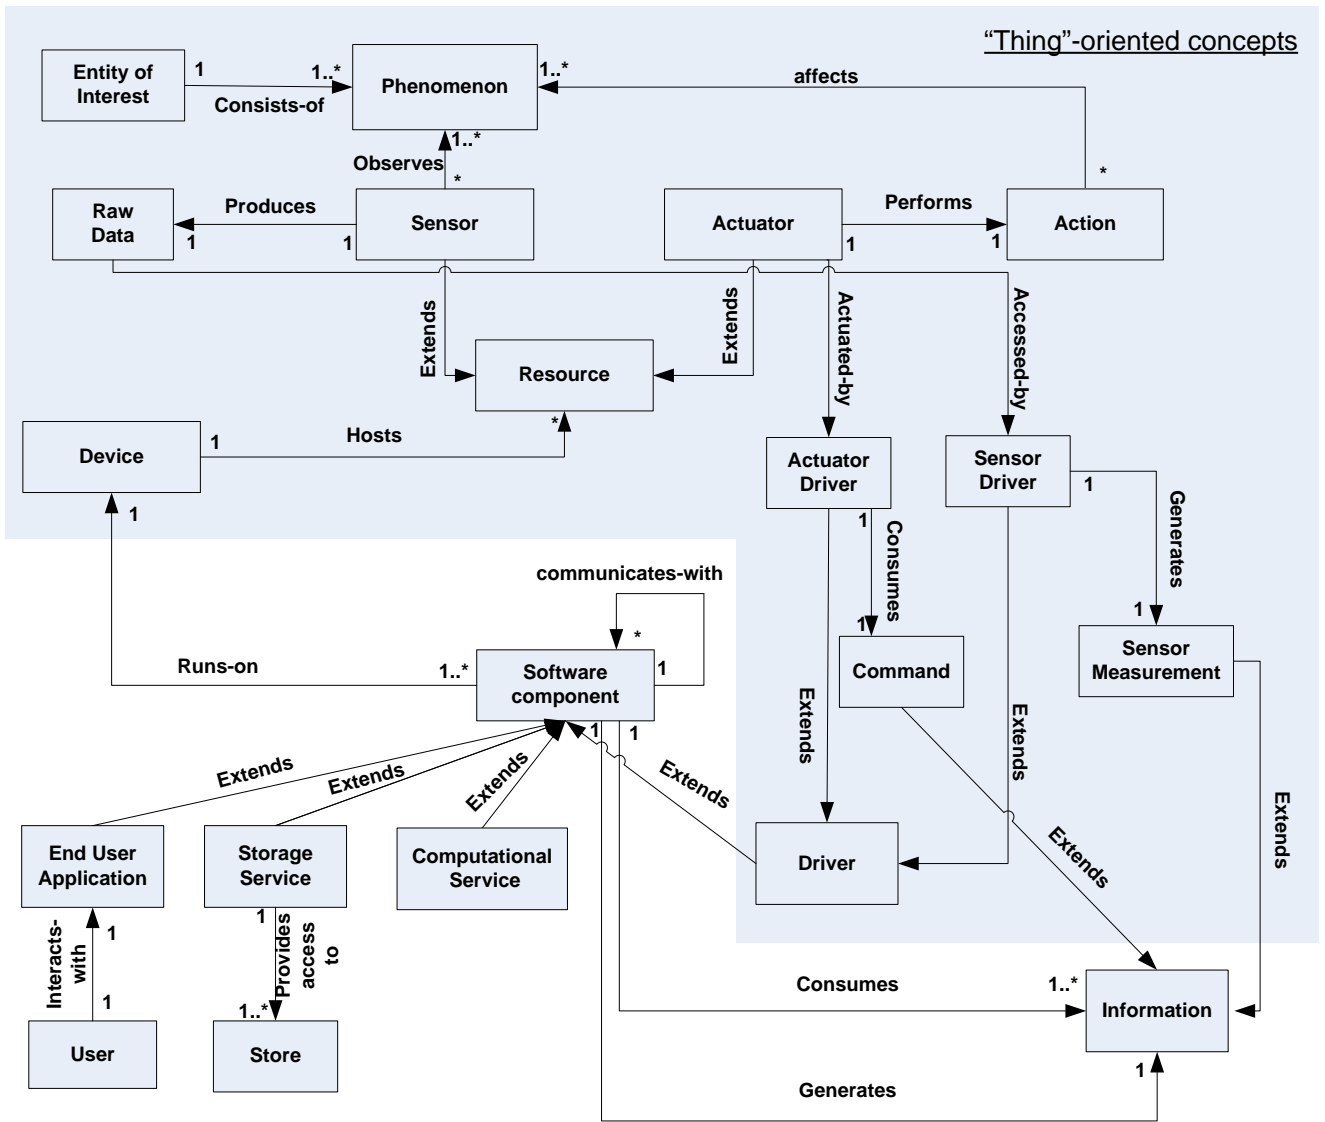 “Thing”-oriented concepts
Entity of
Interest
1
1..*
Consists-of
Phenomenon
1..*
affects
1..*
Observes
*
*
Raw
Data
Produces
1
1
Sensor
Actuator
1
Performs
1
Action
Extends
Extends
Actuated-by
Accessed-by
Resource
*
Device
1
Hosts
1
Actuator
Driver
Sensor
Driver
1
1
Consumes
1
Generates
1
communicates-with
*
Runs-on
1..*
Software
component
1
1
1
Command
Sensor
Measurement
Extends
Extends
Extends
Extends
Extends
Extends
Extends
Extends
End User
Application
Storage
Service
Computational
Service
Driver
1
Interacts-
with
1
1
Provides
access
to
1..*
User
Store
Consumes
1..*
Information
Generates
1